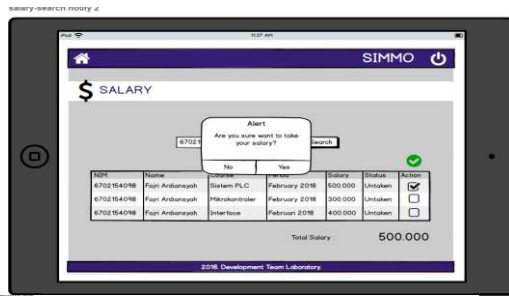 salary-search notify 2
iPad
11:37 AM
SIMMO
$ SALARY
Alert
Are you sure want to take
your salary?
67021
Search
No Yes
NIM Name Course Period Salary Status Action
6702154098 Fajri Ardiansyah Sistem PLC February 2018 500.000 Untaken
6702154098 Fajri Ardiansyah Mikrokontroler February 2018 300.000 Untaken
6702154098 Fajri Ardiansyah Interface Februari 2018 400.000 Untaken
Total Salary : 500.000
2018. Development Team Laboratory